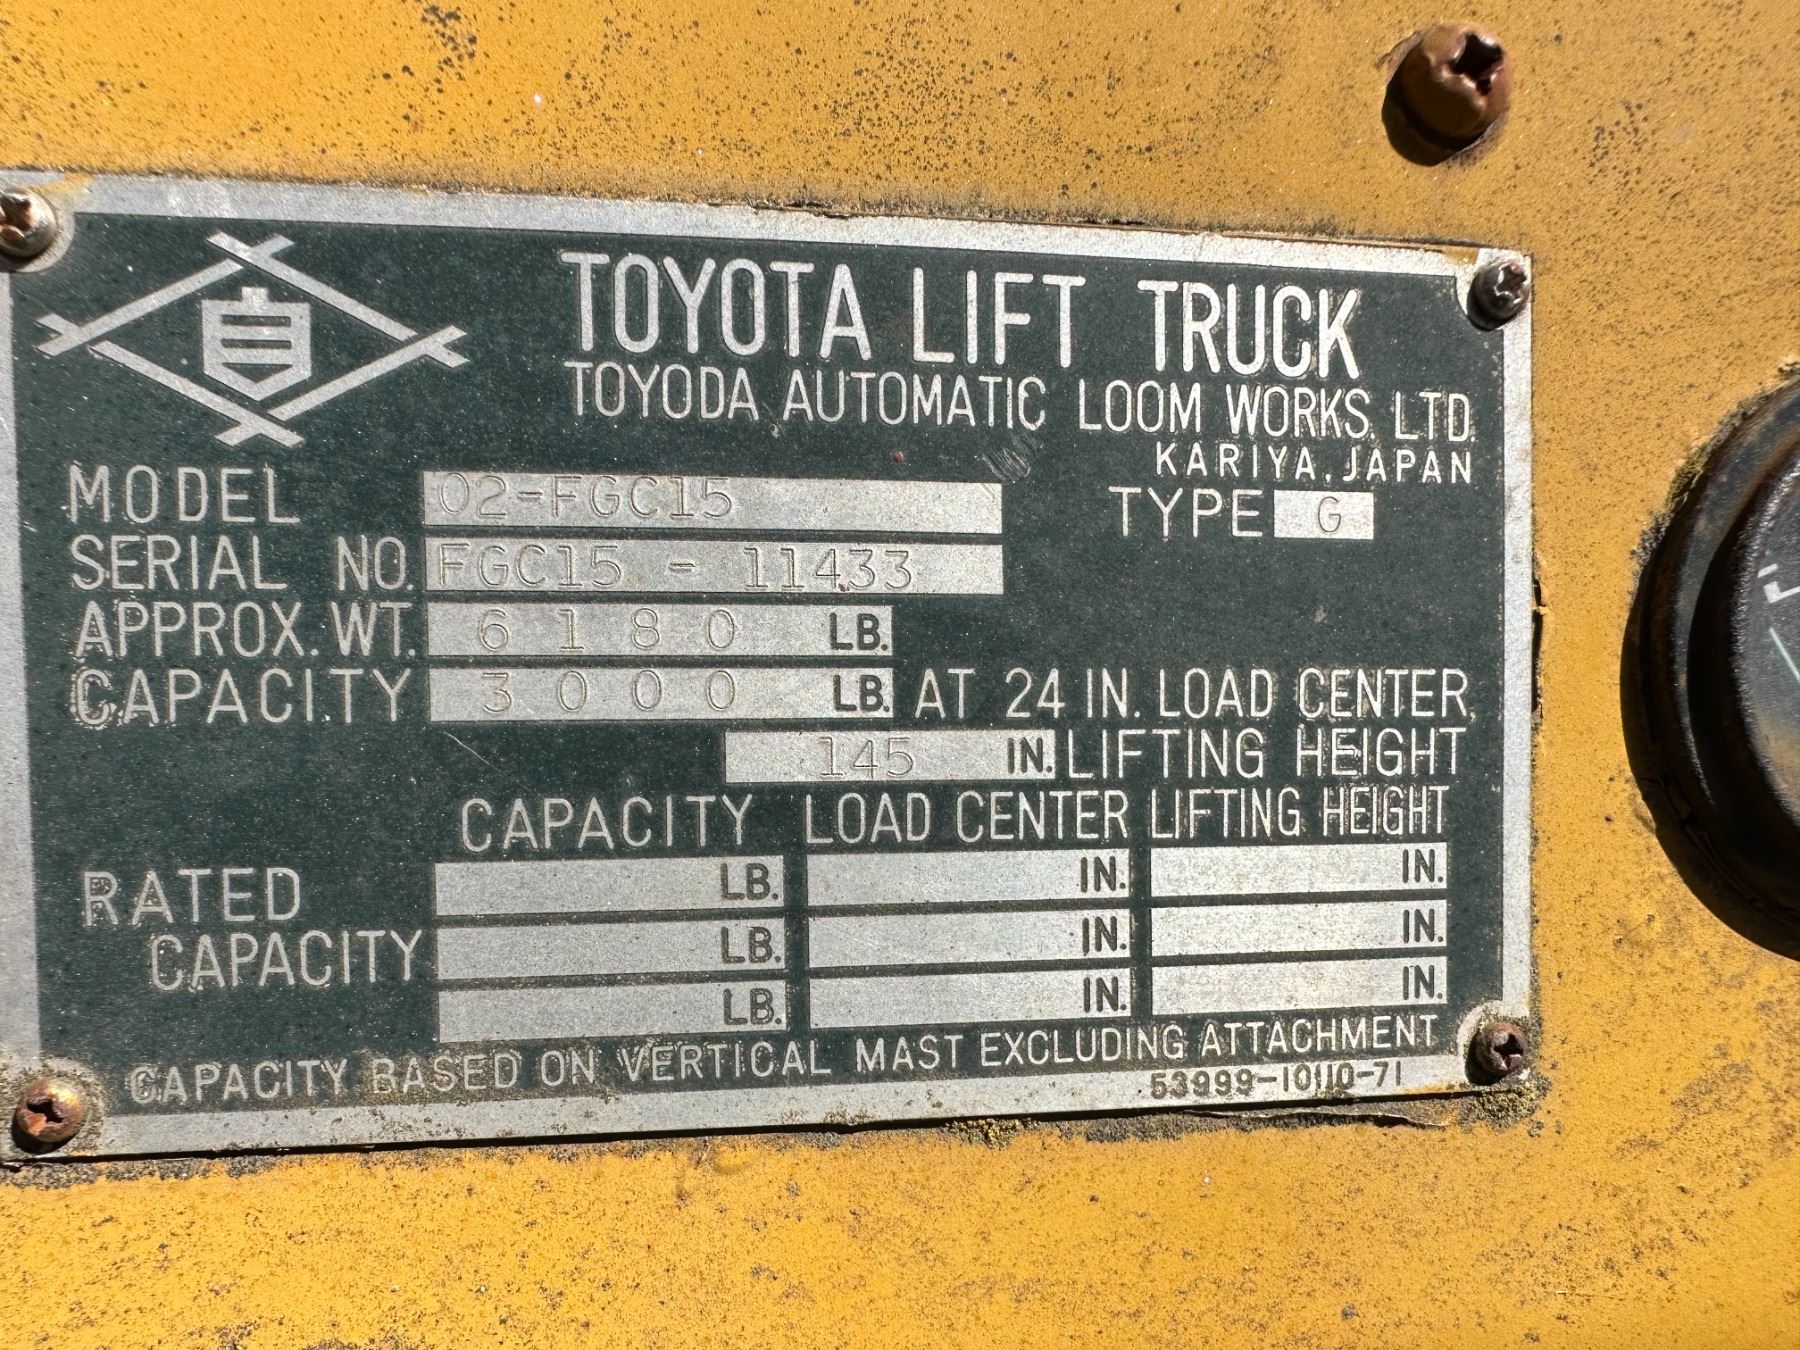 自
TOYOTA LIFT TRUCK
TOYODA AUTOMATIC LOOM WORKS, LTD.
KARIYA, JAPAN
MODEL 02-FGC15 TYPE G
SERIAL NO. FGC15 - 11433
APPROX. WT. 6180 LB.
CAPACITY 3000 LB. AT 24 IN. LOAD CENTER,
145 IN. LIFTING HEIGHT
CAPACITY LOAD CENTER LIFTING HEIGHT
RATED CAPACITY
LB. IN. IN.
LB. IN. IN.
LB. IN. IN.
CAPACITY BASED ON VERTICAL MAST EXCLUDING ATTACHMENT
53999-10110-71